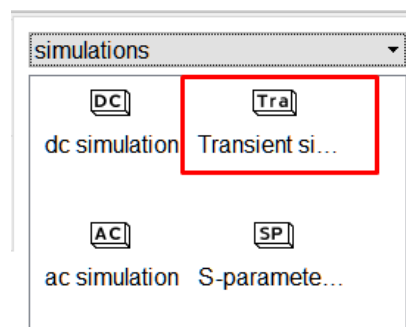 simulations
DC Tra
dc simulation Transient si...
AC SP
ac simulation S-paramete...